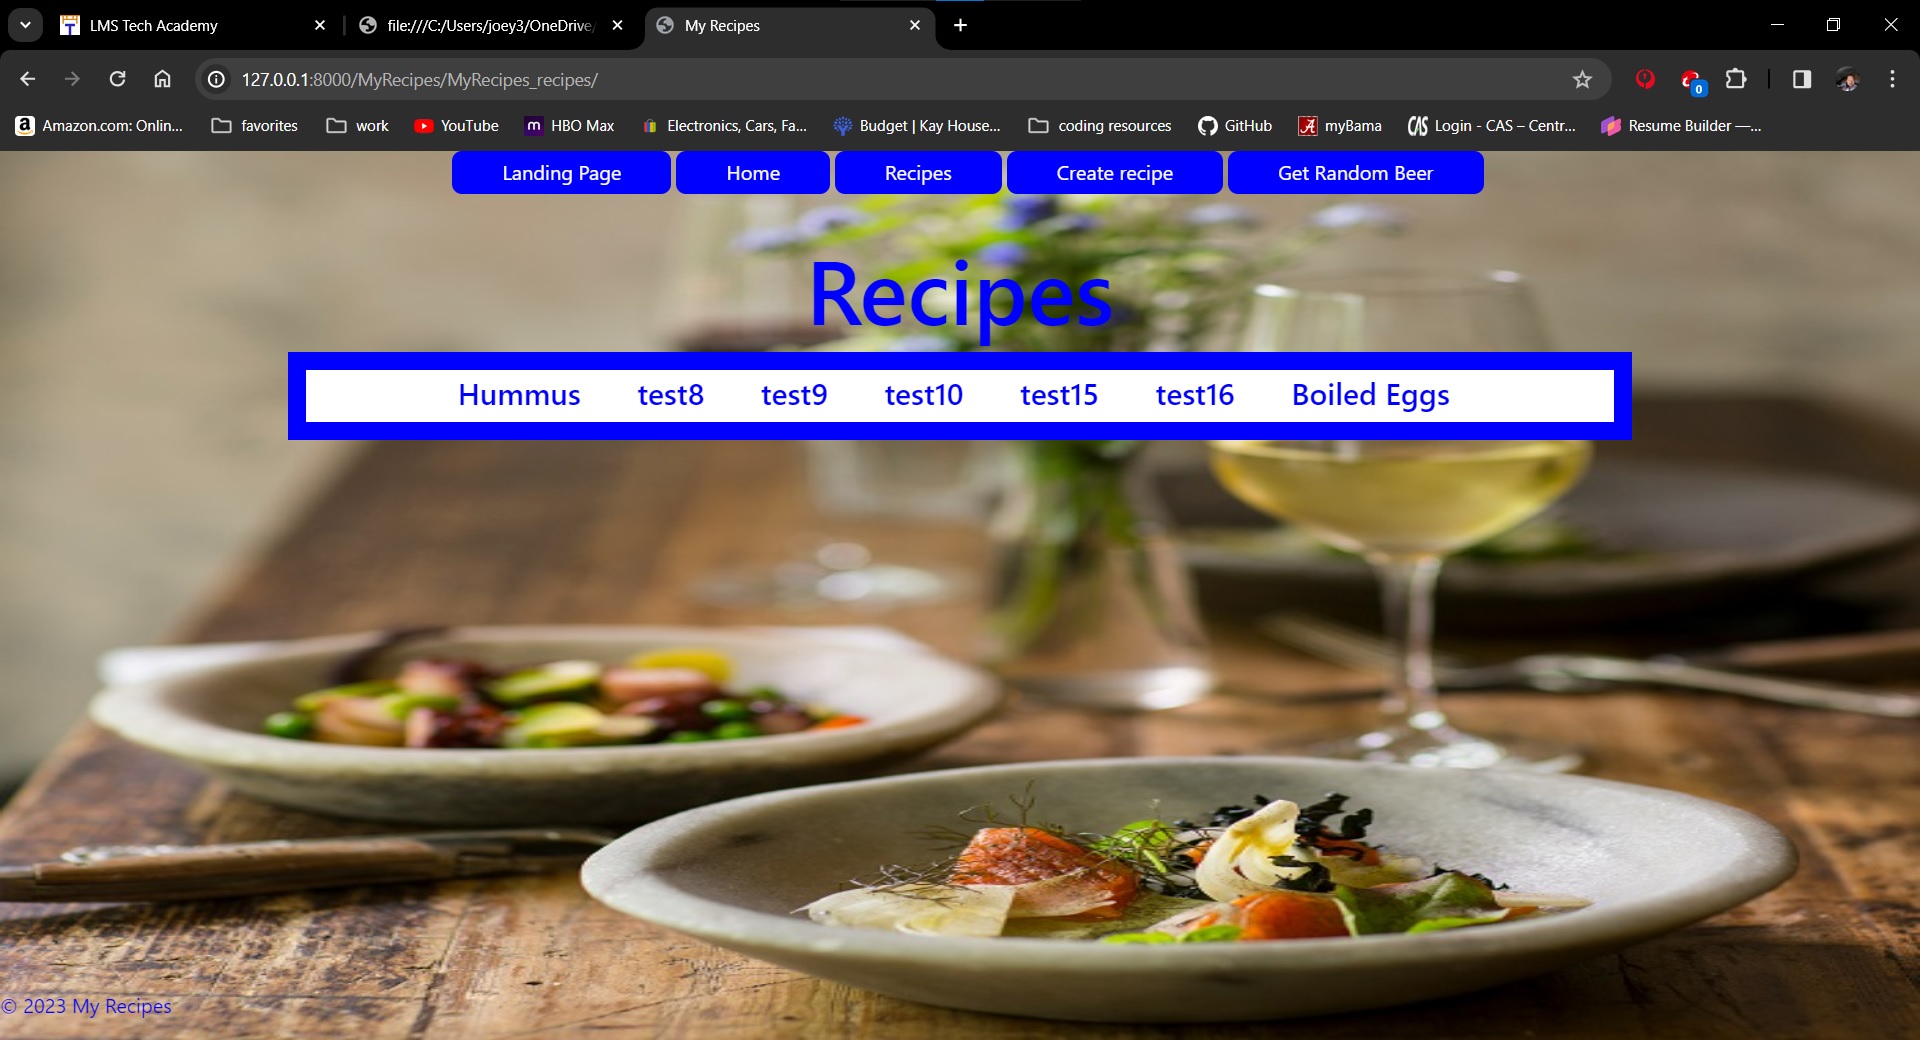 LMS Tech Academy
file:///C:/Users/joey3/OneDrive/
My Recipes
127.0.0.1:8000/MyRecipes/MyRecipes_recipes/
0
Amazon.com: Onlin... favorites work YouTube HBO Max Electronics, Cars, Fa... Budget | Kay House... coding resources GitHub myBama Login - CAS – Centr... Resume Builder —...
Landing Page Home Recipes Create recipe Get Random Beer
Recipes
Hummus test8 test9 test10 test15 test16 Boiled Eggs
© 2023 My Recipes